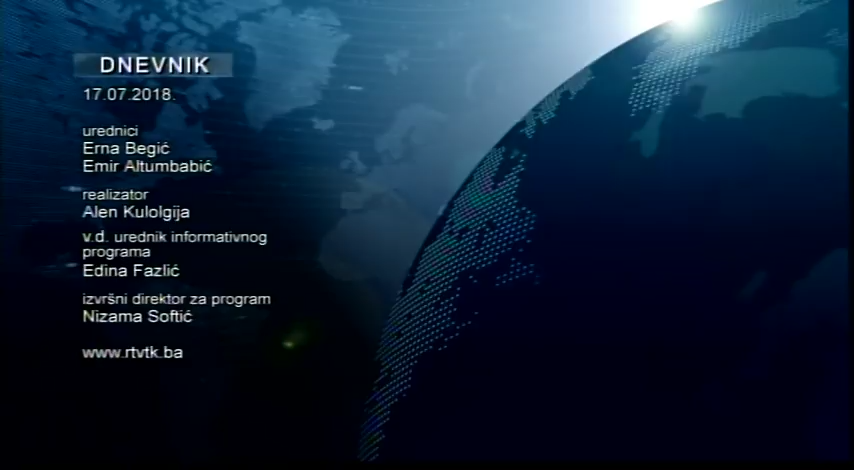 DNEVNIK
17.07.2018.
urednici
Erna Begić
Emir Altumbabić
realizator
Alen Kulolgija
v.d. urednik informativnog
programa
Edina Fazlić
izvršni direktor za program
Nizama Softić
www.rtvtk.ba